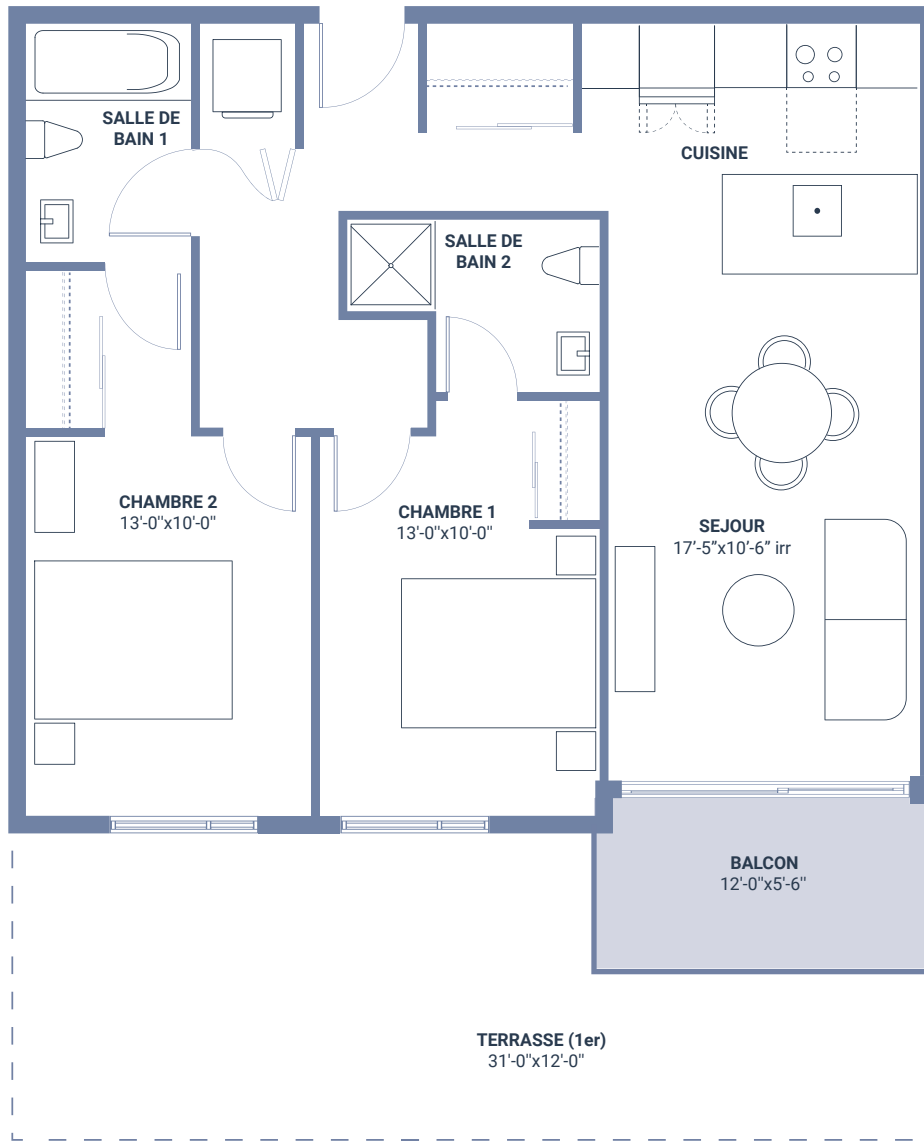 SALLE DE
BAIN 1
CUISINE
SALLE DE
BAIN 2
CHAMBRE 2
13'-0"x10'-0"
CHAMBRE 1
13'-0"x10'-0"
SEJOUR
17’-5”x10’-6” irr
BALCON
12'-0"x5'-6"
TERRASSE (1er)
31'-0"x12'-0"